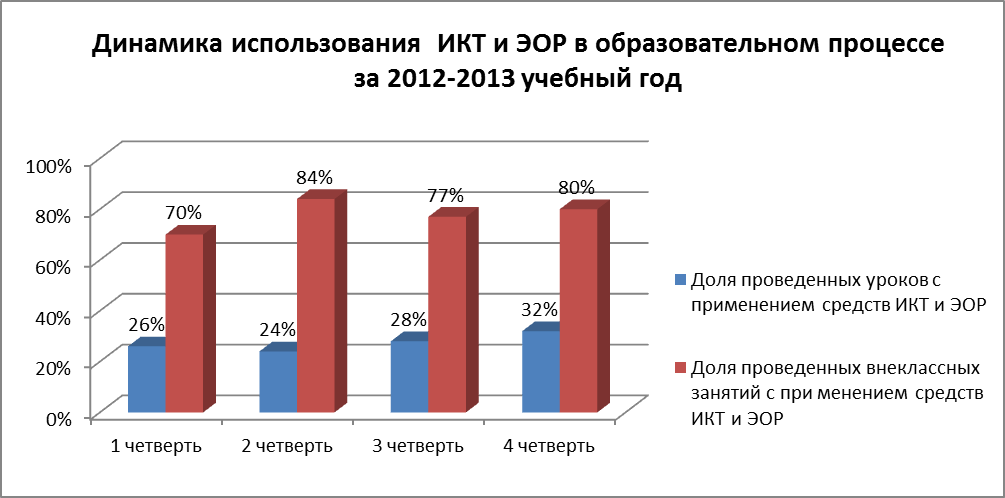 Динамика использования ИКТ и ЭОР в образовательном процессе
за 2012-2013 учебный год
100%
80%
60%
40%
20%
0%
26%
70%
24%
84%
28%
77%
32%
80%
1 четверть
2 четверть
3 четверть
4 четверть
Доля проведенных уроков с
применением средств ИКТ и ЭОР
Доля проведенных внеклассных
занятий с при менением средств
ИКТ и ЭОР